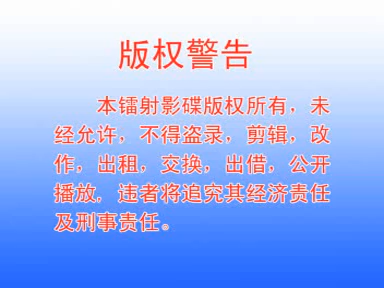 版权警告
本镭射影碟版权所有，未
经允许，不得盗录，剪辑，改
作，出租，交换，出借，公开
播放，违者将追究其经济责任
及刑事责任。